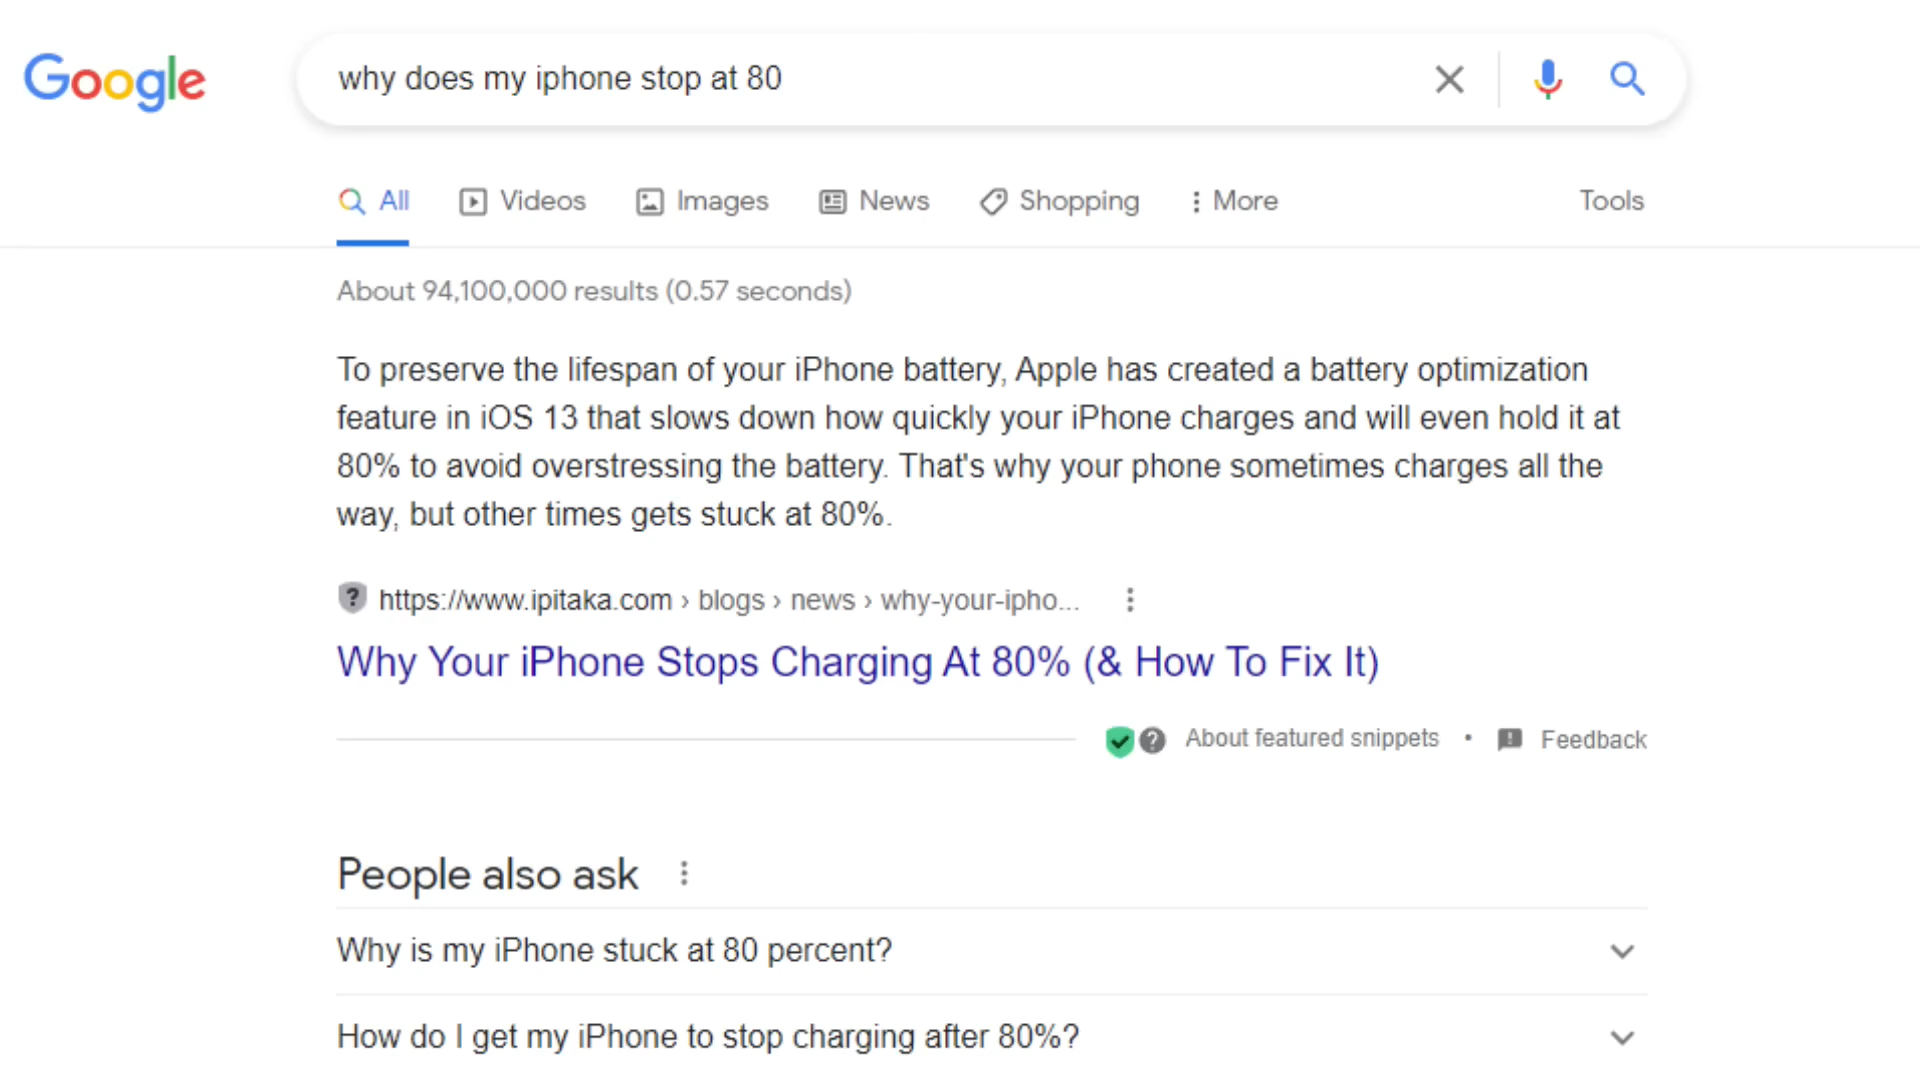 Google
why does my iphone stop at 80
All Videos Images News Shopping More Tools
About 94,100,000 results (0.57 seconds)
To preserve the lifespan of your iPhone battery, Apple has created a battery optimization
feature in iOS 13 that slows down how quickly your iPhone charges and will even hold it at
80% to avoid overstressing the battery. That's why your phone sometimes charges all the
way, but other times gets stuck at 80%.
https://www.ipitaka.com › blogs › news › why-your-ipho...
Why Your iPhone Stops Charging At 80% (& How To Fix It)
About featured snippets • Feedback
People also ask
Why is my iPhone stuck at 80 percent?
How do I get my iPhone to stop charging after 80%?